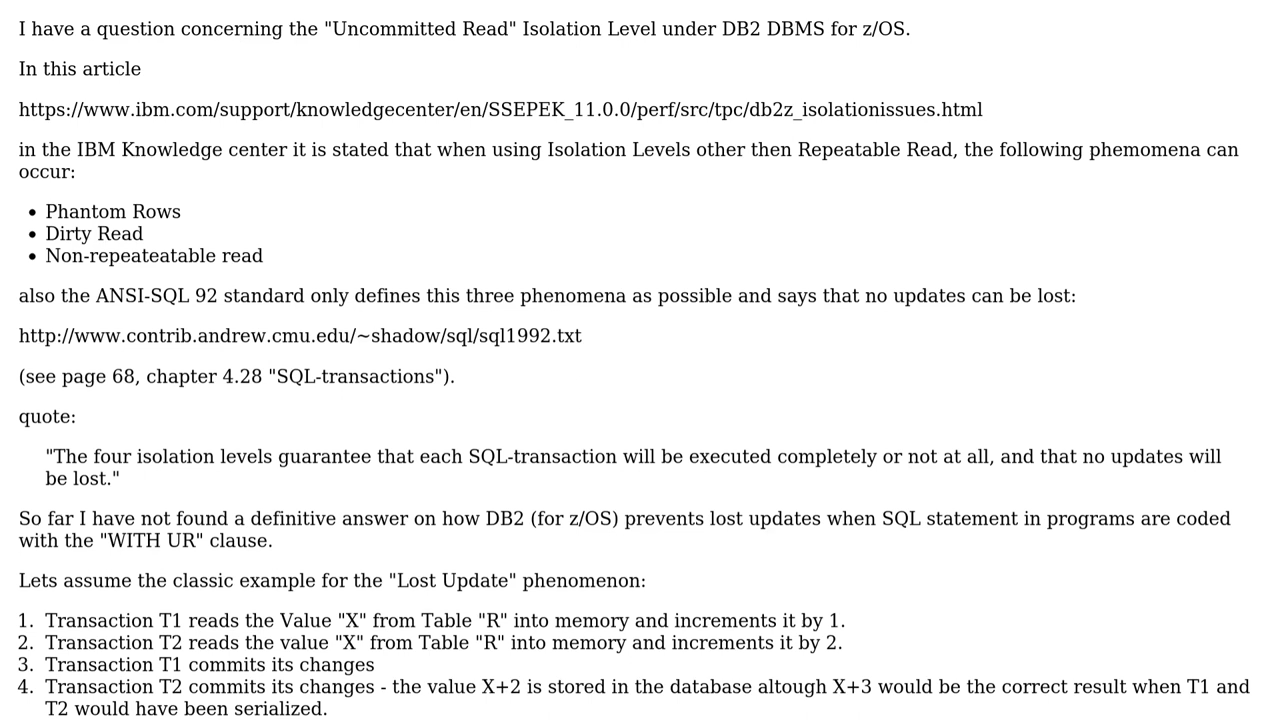 I have a question concerning the "Uncommitted Read" Isolation Level under DB2 DBMS for z/OS.
In this article
https://www.ibm.com/support/knowledgecenter/en/SSEPEK_11.0.0/perf/src/tpc/db2z_isolationissues.html
in the IBM Knowledge center it is stated that when using Isolation Levels other then Repeatable Read, the following phemomena can
occur:
• Phantom Rows
• Dirty Read
• Non-repeateatable read
also the ANSI-SQL 92 standard only defines this three phenomena as possible and says that no updates can be lost:
http://www.contrib.andrew.cmu.edu/~shadow/sql/sql1992.txt
(see page 68, chapter 4.28 "SQL-transactions").
quote:
"The four isolation levels guarantee that each SQL-transaction will be executed completely or not at all, and that no updates will
be lost."
So far I have not found a definitive answer on how DB2 (for z/OS) prevents lost updates when SQL statement in programs are coded
with the "WITH UR" clause.
Lets assume the classic example for the "Lost Update" phenomenon:
1. Transaction T1 reads the Value "X" from Table "R" into memory and increments it by 1.
2. Transaction T2 reads the value "X" from Table "R" into memory and increments it by 2.
3. Transaction T1 commits its changes
4. Transaction T2 commits its changes - the value X+2 is stored in the database altough X+3 would be the correct result when T1 and
T2 would have been serialized.